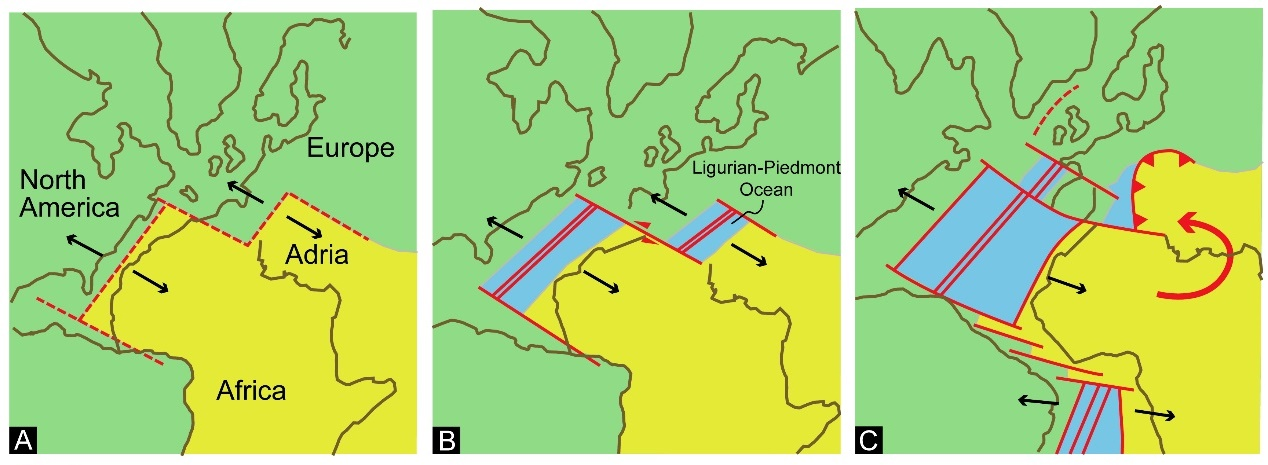 North
America
Europe
Adria
Africa
A
Ligurian-Piedmont
Ocean
B
C